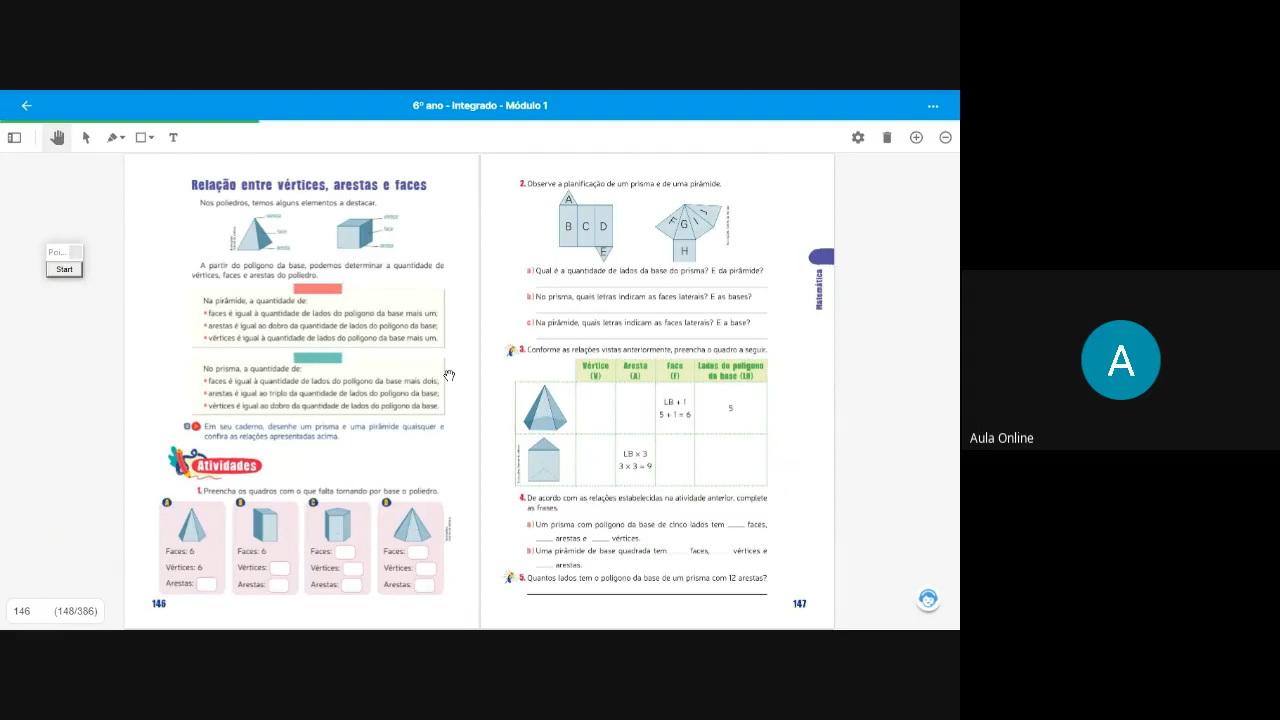 6º ano - Integrado - Módulo 1
Poi...
Start
Relação entre vértices, arestas e faces
Nos poliedros, temos alguns elementos a destacar.
vértice
face
aresta
vértice
face
aresta
A partir do polígono da base, podemos determinar a quantidade de
vértices, faces e arestas do poliedro.
Na pirâmide, a quantidade de:
• faces é igual à quantidade de lados do polígono da base mais um;
• arestas é igual ao dobro da quantidade de lados do polígono da base;
• vértices é igual à quantidade de lados do polígono da base mais um.
No prisma, a quantidade de:
• faces é igual à quantidade de lados do polígono da base mais dois;
• arestas é igual ao triplo da quantidade de lados do polígono da base;
• vértices é igual ao dobro da quantidade de lados do polígono da base.
Em seu caderno, desenhe um prisma e uma pirâmide quaisquer e
confira as relações apresentadas acima.
Atividades
1. Preencha os quadros com o que falta tomando por base o poliedro.
A
Faces: 6
Vértices: 6
Arestas:
B
Faces: 6
Vértices:
Arestas:
C
Faces:
Vértices:
Arestas:
D
Faces:
Vértices:
Arestas:
146
2. Observe a planificação de um prisma e de uma pirâmide.
A
B C D
E
F G I J
H
a) Qual é a quantidade de lados da base do prisma? E da pirâmide?
b) No prisma, quais letras indicam as faces laterais? E as bases?
c) Na pirâmide, quais letras indicam as faces laterais? E a base?
3. Conforme as relações vistas anteriormente, preencha o quadro a seguir.
Vértice (V) Aresta (A) Face (F) Lados do polígono da base (LB)
LB + 1
5 + 1 = 6
5
LB × 3
3 × 3 = 9
4. De acordo com as relações estabelecidas na atividade anterior, complete
as frases.
a) Um prisma com polígono da base de cinco lados tem ____ faces,
____ arestas e ____ vértices.
b) Uma pirâmide de base quadrada tem ____ faces, ____ vértices e
____ arestas.
5. Quantos lados tem o polígono da base de um prisma com 12 arestas?
147
Matemática
146 (148/386)
A
Aula Online